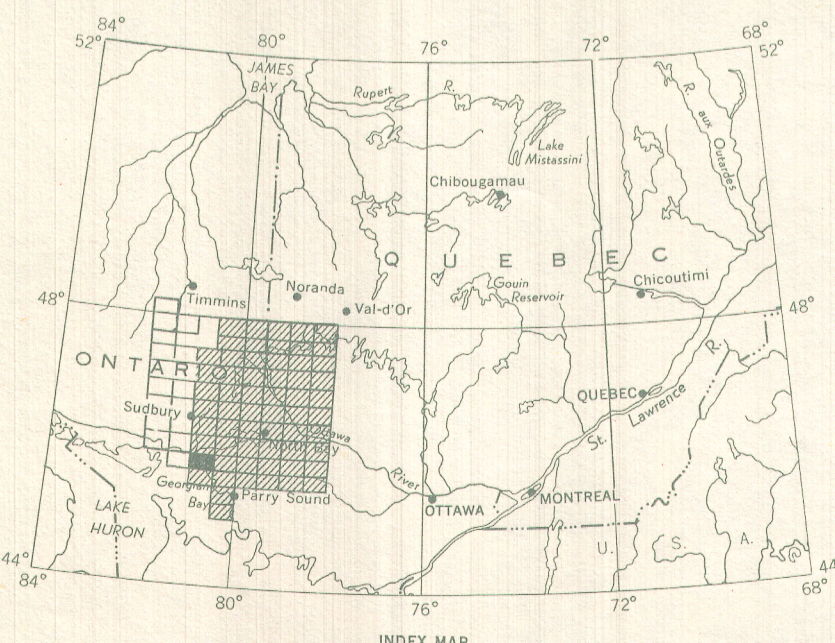 84°
52°
80°
76°
72°
68°
52°
JAMES
BAY
Rupert R.
R. aux Outardes
Lake
Mistassini
Chibougamau
QUEBEC
Chicoutimi
Gouin
Reservoir
Noranda
Timmins
Val-d'Or
48°
48°
ONTARIO
R.
QUEBEC
St. Lawrence
Sudbury
North Bay
Ottawa River
Georgian
Bay
Parry Sound
OTTAWA
MONTREAL
LAKE
HURON
U. S. A.
44°
84°
80°
76°
72°
68°
44
INDEX MAP